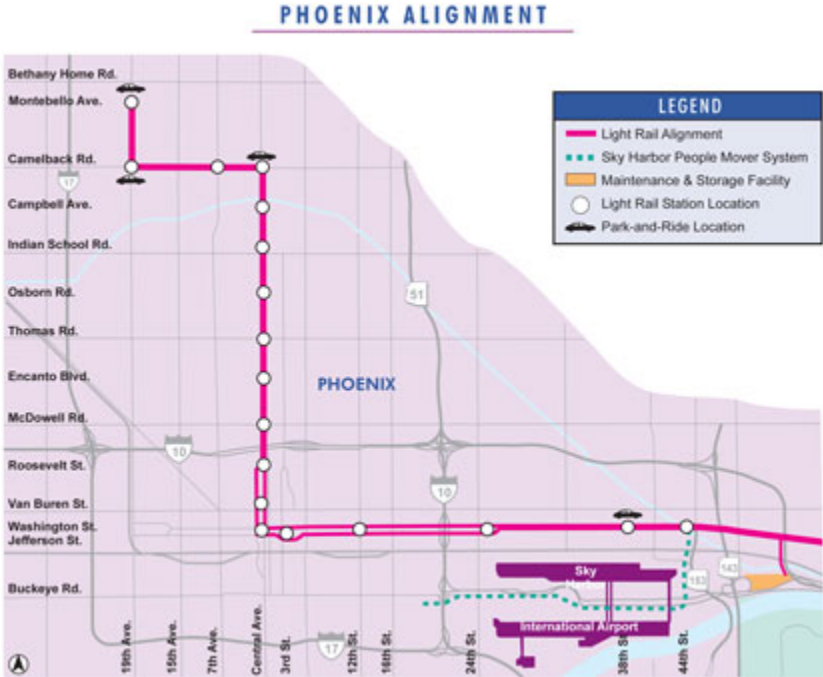 PHOENIX ALIGNMENT
Bethany Home Rd.
Montebello Ave.
Camelback Rd.
Campbell Ave.
Indian School Rd.
Osborn Rd.
Thomas Rd.
Encanto Blvd.
McDowell Rd.
Roosevelt St.
Van Buren St.
Washington St.
Jefferson St.
Buckeye Rd.
LEGEND
Light Rail Alignment
Sky Harbor People Mover System
Maintenance & Storage Facility
Light Rail Station Location
Park-and-Ride Location
17
51
PHOENIX
10
10
Sky
Harbor
International Airport
153
143
17
19th Ave.
15th Ave.
7th Ave.
Central Ave.
3rd St.
12th St.
16th St.
24th St.
38th St.
44th St.